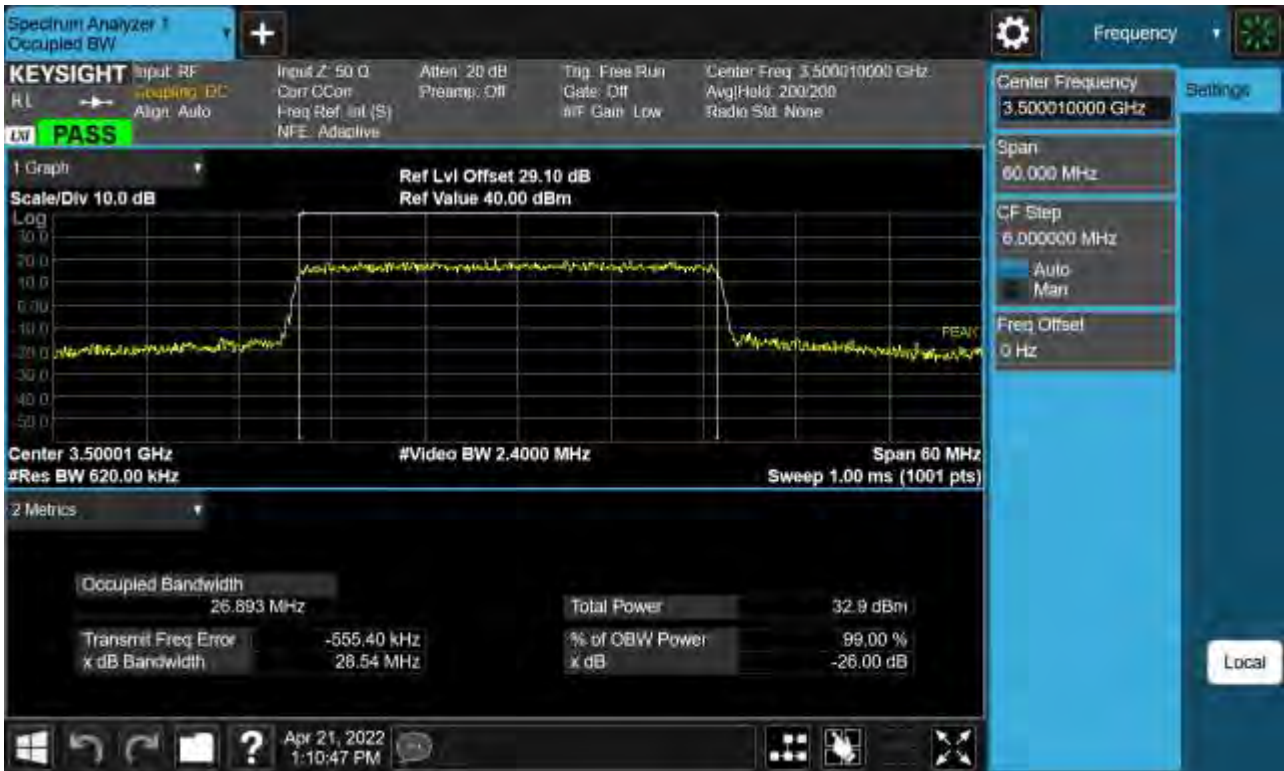 Spectrum Analyzer 1
Occupied BW
+
Frequency
KEYSIGHT
Input: RF
Coupling: DC
Align: Auto
Input Z: 50 Ω
Corr CCorr
Freq Ref: Int (S)
NFE: Adaptive
Atten: 20 dB
Preamp: Off
Trig: Free Run
Gate: Off
#IF Gain: Low
Center Freq: 3.500010000 GHz
Avg|Hold: 200/200
Radio Std: None
RL
LXI
PASS
Center Frequency
3.500010000 GHz
Settings
Span
60.000 MHz
CF Step
6.000000 MHz
Auto
Man
Freq Offset
0 Hz
1 Graph
Scale/Div 10.0 dB
Ref Lvl Offset 29.10 dB
Ref Value 40.00 dBm
Log
30.0
20.0
10.0
0.00
-10.0
-20.0
-30.0
-40.0
-50.0
PEAK
Center 3.50001 GHz
#Res BW 620.00 kHz
#Video BW 2.4000 MHz
Span 60 MHz
Sweep 1.00 ms (1001 pts)
2 Metrics
Occupied Bandwidth
26.893 MHz
Transmit Freq Error -555.40 kHz
x dB Bandwidth 28.54 MHz
Total Power 32.9 dBm
% of OBW Power 99.00 %
x dB -26.00 dB
Local
?
Apr 21, 2022
1:10:47 PM